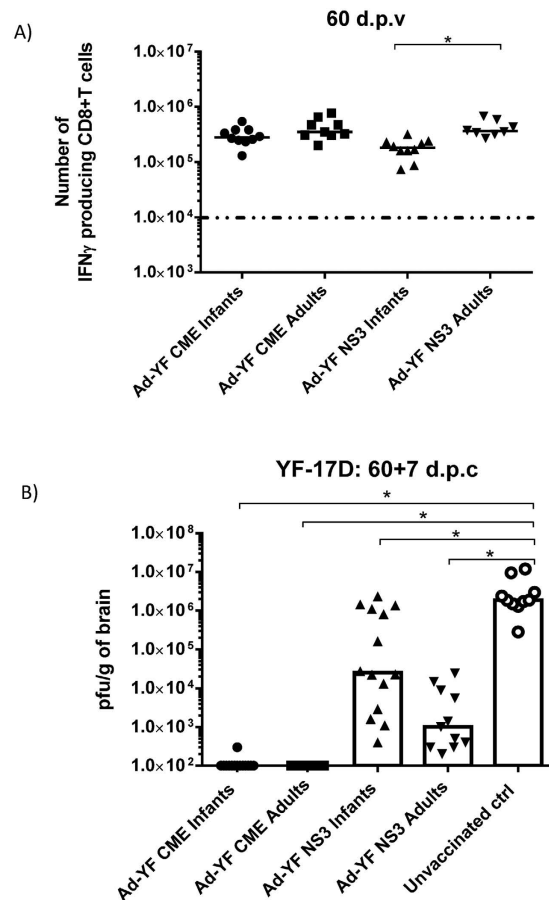 A)
60 d.p.v
*
Number of
IFNγ producing CD8+T cells
1.0×10⁷
1.0×10⁶
1.0×10⁵
1.0×10⁴
1.0×10³
Ad-YF CME Infants
Ad-YF CME Adults
Ad-YF NS3 Infants
Ad-YF NS3 Adults
B)
YF-17D: 60+7 d.p.c
*
*
*
*
pfu/g of brain
1.0×10⁸
1.0×10⁷
1.0×10⁶
1.0×10⁵
1.0×10⁴
1.0×10³
1.0×10²
Ad-YF CME Infants
Ad-YF CME Adults
Ad-YF NS3 Infants
Ad-YF NS3 Adults
Unvaccinated ctrl